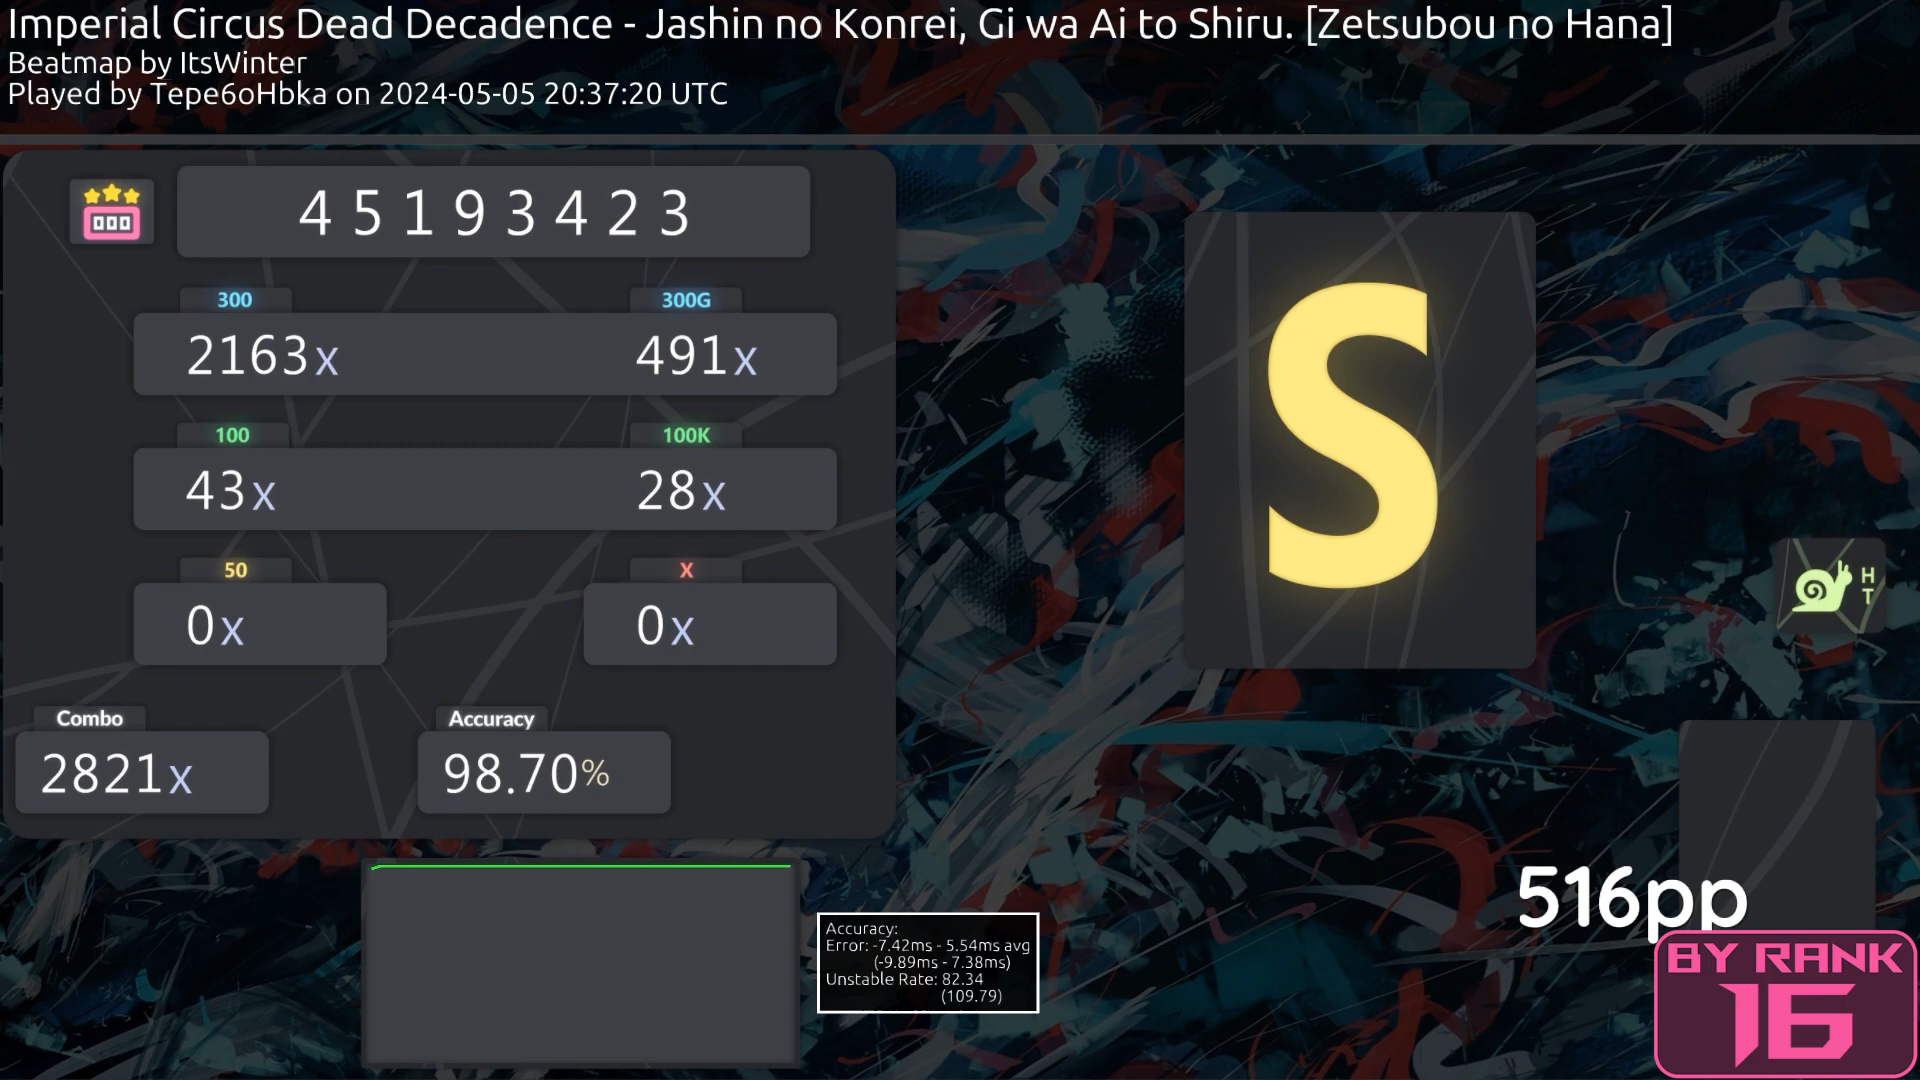 Imperial Circus Dead Decadence - Jashin no Konrei, Gi wa Ai to Shiru. [Zetsubou no Hana]
Beatmap by ItsWinter
Played by Tepe6oHbka on 2024-05-05 20:37:20 UTC
000
45193423
300
300G
2163x
491x
100
100K
43x
28x
50
X
0x
0x
Combo
Accuracy
2821x
98.70%
S
HT
Accuracy:
Error: -7.42ms - 5.54ms avg
(-9.89ms - 7.38ms)
Unstable Rate: 82.34
(109.79)
516pp
BY RANK
16